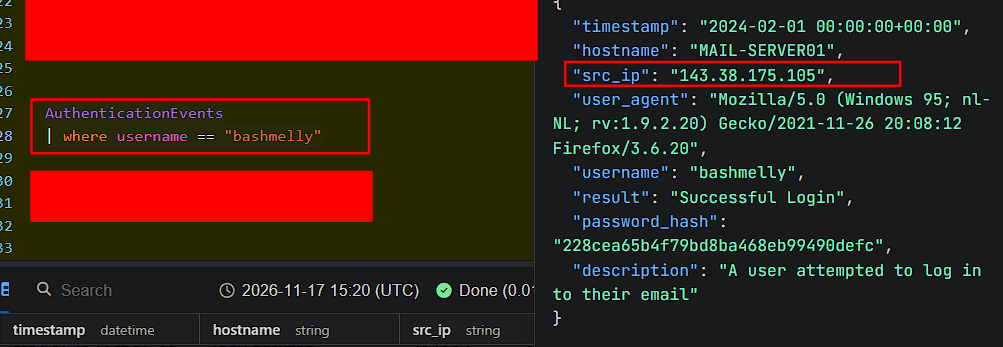 22
23
24
25
26
27 AuthenticationEvents
28 | where username == "bashmelly"
29
30
31
32
33
Search
2026-11-17 15:20 (UTC)
Done (0.01
timestamp datetime
hostname string
src_ip string
{
"timestamp": "2024-02-01 00:00:00+00:00",
"hostname": "MAIL-SERVER01",
"src_ip": "143.38.175.105",
"user_agent": "Mozilla/5.0 (Windows 95; nl-
NL; rv:1.9.2.20) Gecko/2021-11-26 20:08:12
Firefox/3.6.20",
"username": "bashmelly",
"result": "Successful Login",
"password_hash":
"228cea65b4f79bd8ba468eb99490defc",
"description": "A user attempted to log in
to their email"
}